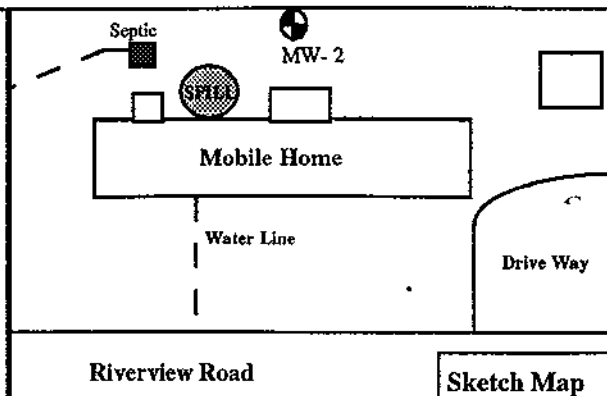 Septic
MW- 2
SPILL
Mobile Home
Water Line
Drive Way
Riverview Road
Sketch Map